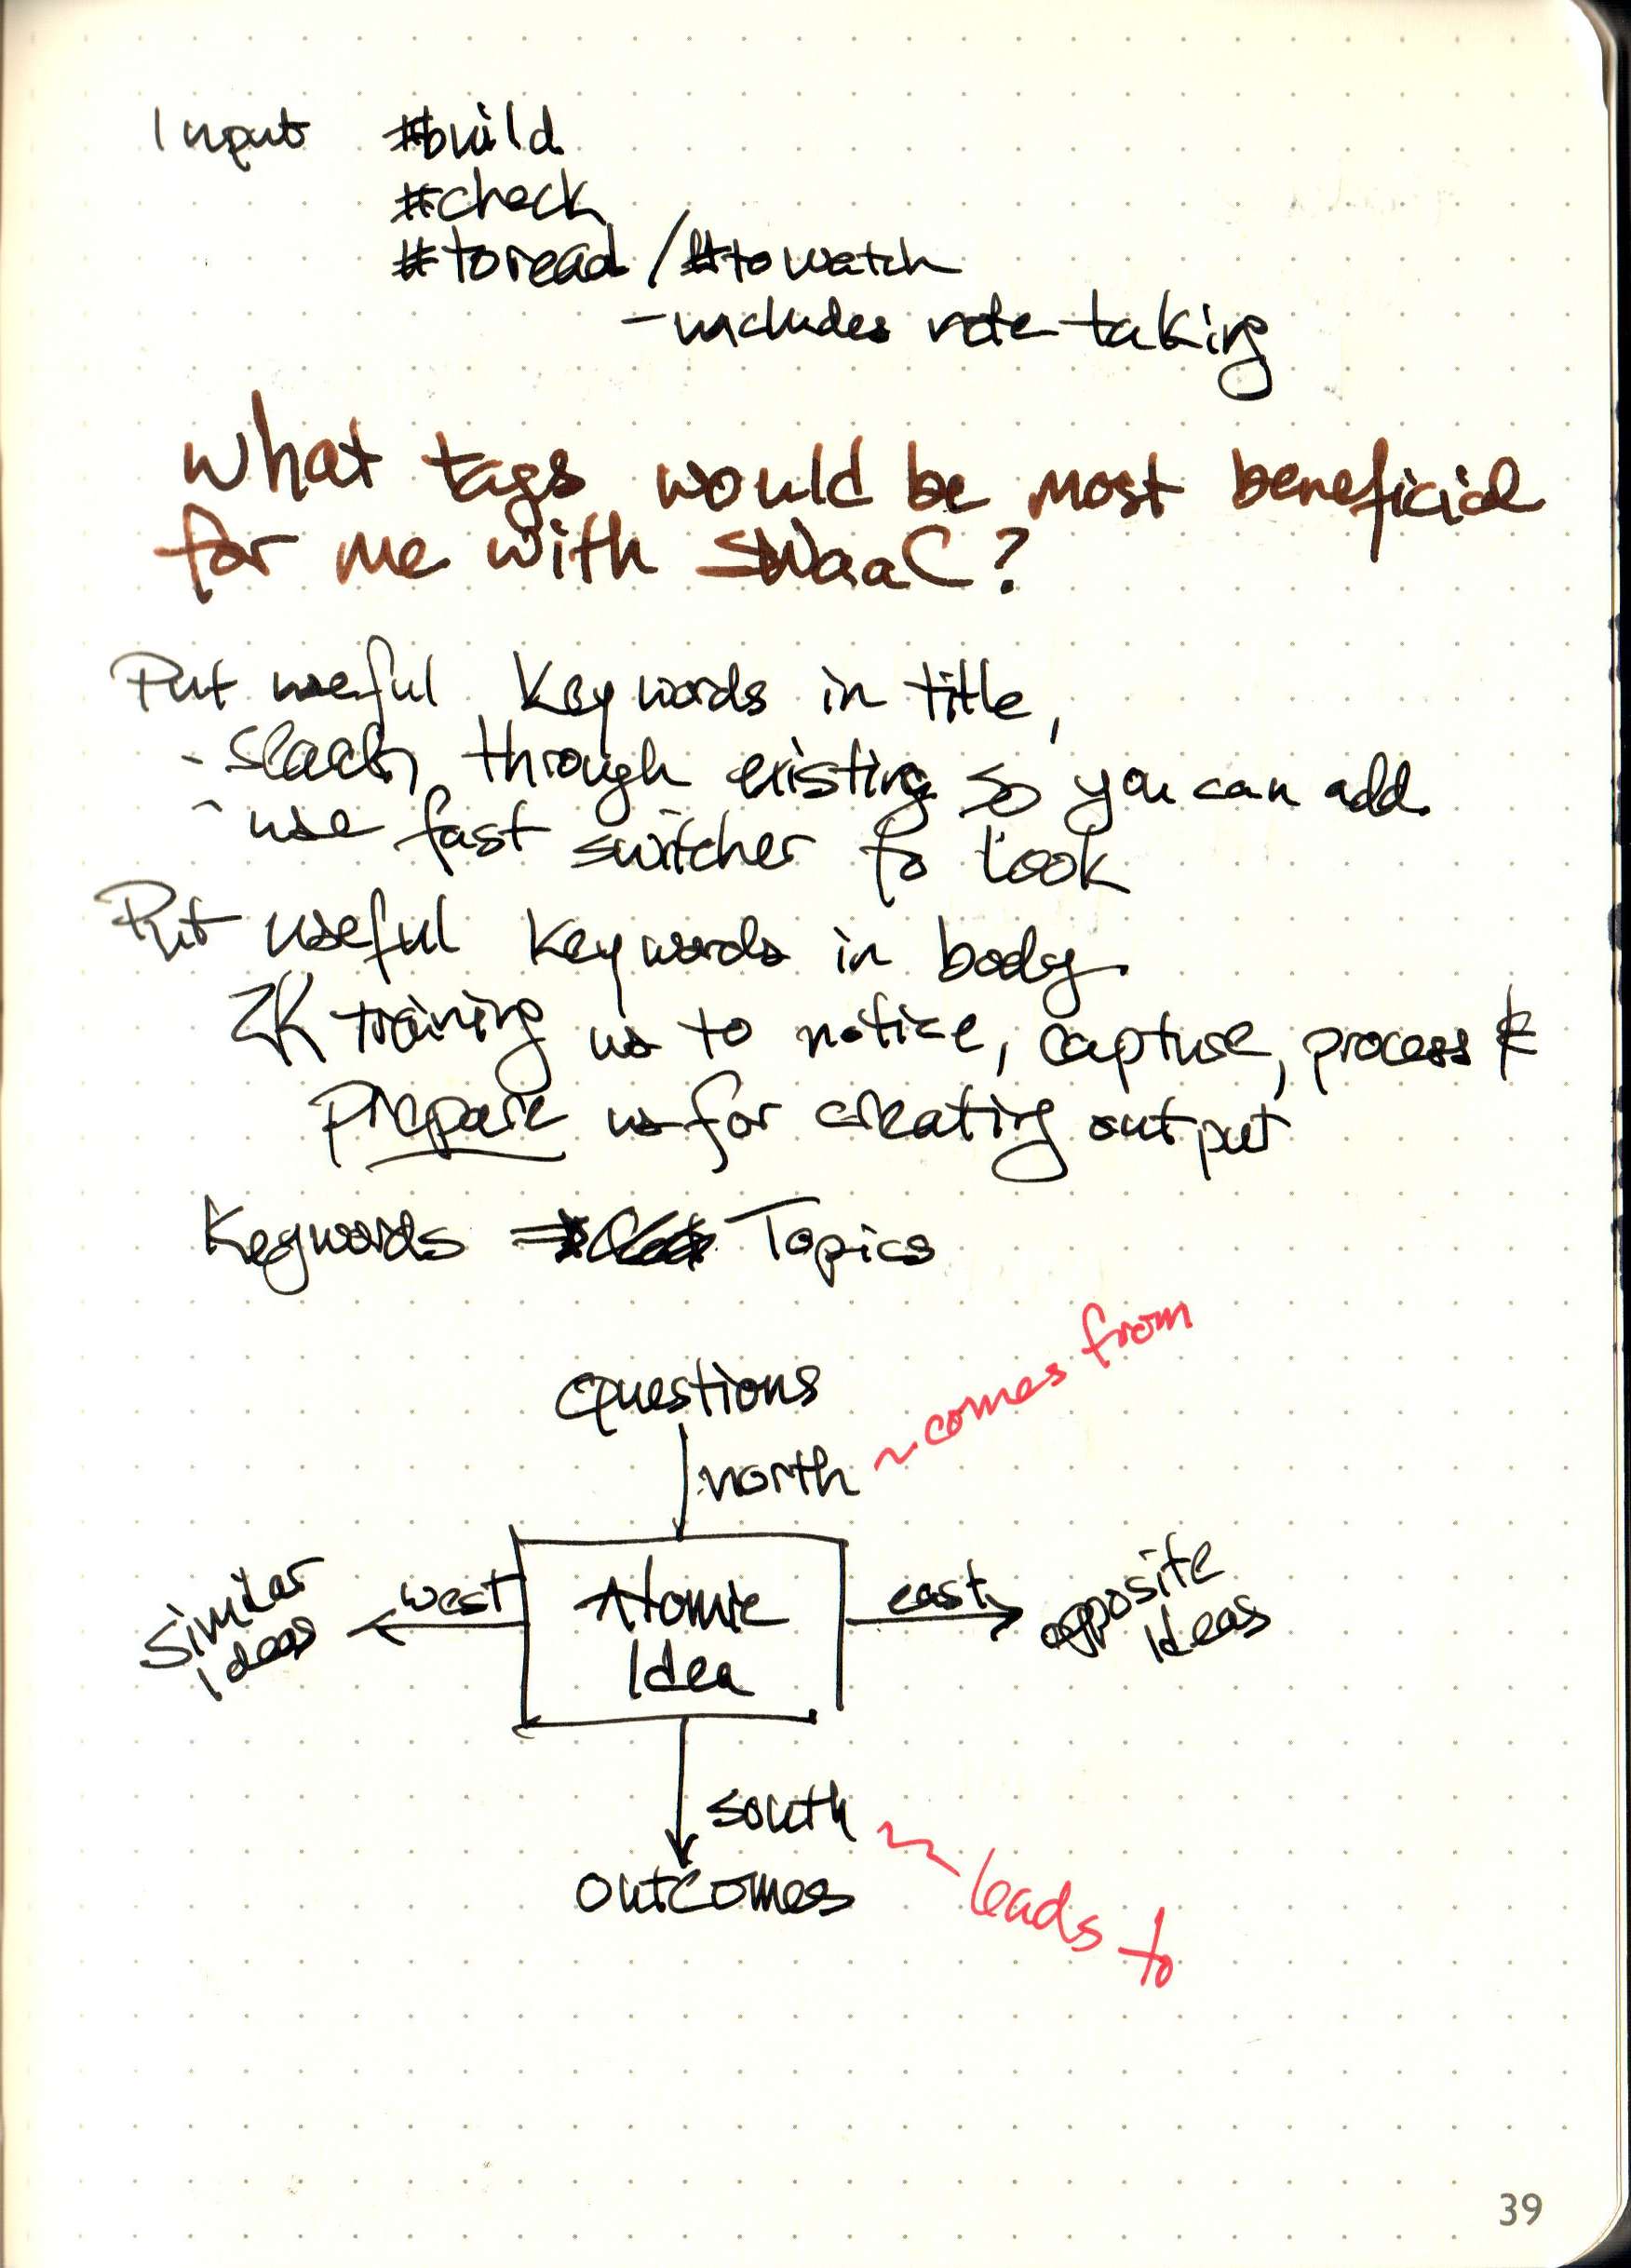 Input #build
#check
#toread / #towatch
- includes note taking
What tags would be most beneficial
for me with SWaaC?
Put useful keywords in title,
- through existing so you can add
- use fast switcher to look
Put useful keywords in body
ZK training us to notice, capture, process &
prepare us for creating output
Keywords ⇒ Topics
questions
north ~ comes from
similar ideas
west
Atomic
Idea
east
opposite ideas
south ~ leads to
outcomes
39